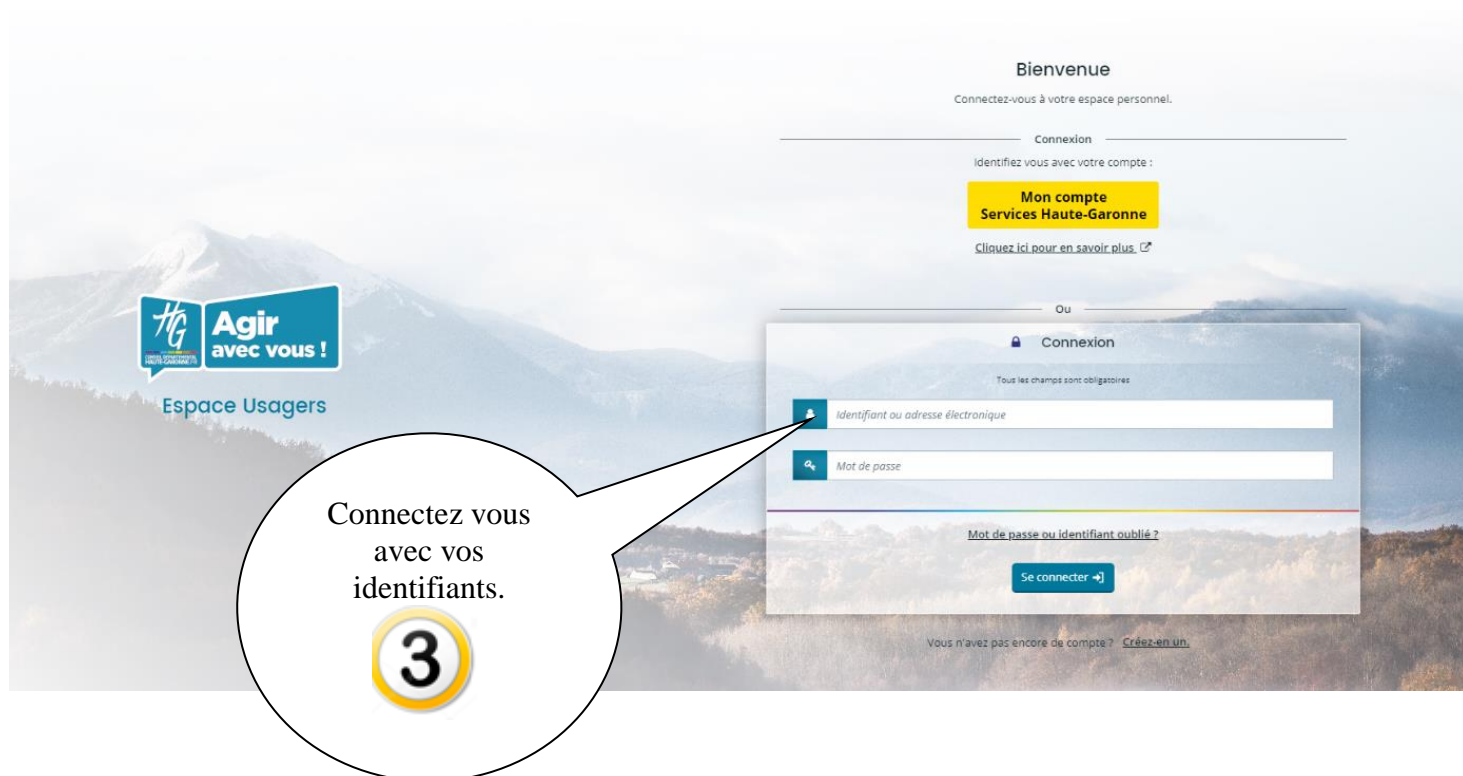 Bienvenue
Connectez-vous à votre espace personnel.
Connexion
Identifiez vous avec votre compte :
Mon compte
Services Haute-Garonne
Cliquez ici pour en savoir plus
Ou
HG
Agir
avec vous !
Espace Usagers
Connexion
Tous les champs sont obligatoires
Identifiant ou adresse électronique
Mot de passe
Mot de passe ou identifiant oublié ?
Se connecter
Vous n'avez pas encore de compte ? Créez-en un.
Connectez vous
avec vos
identifiants.
3